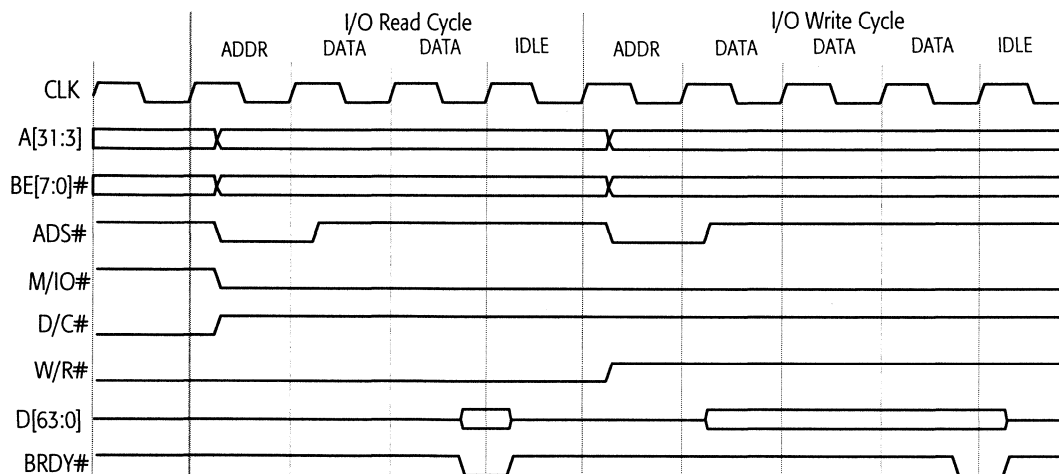 I/O Read Cycle I/O Write Cycle
ADDR DATA DATA IDLE ADDR DATA DATA DATA IDLE
CLK
A[31:3]
BE[7:0]#
ADS#
M/IO#
D/C#
W/R#
D[63:0]
BRDY#